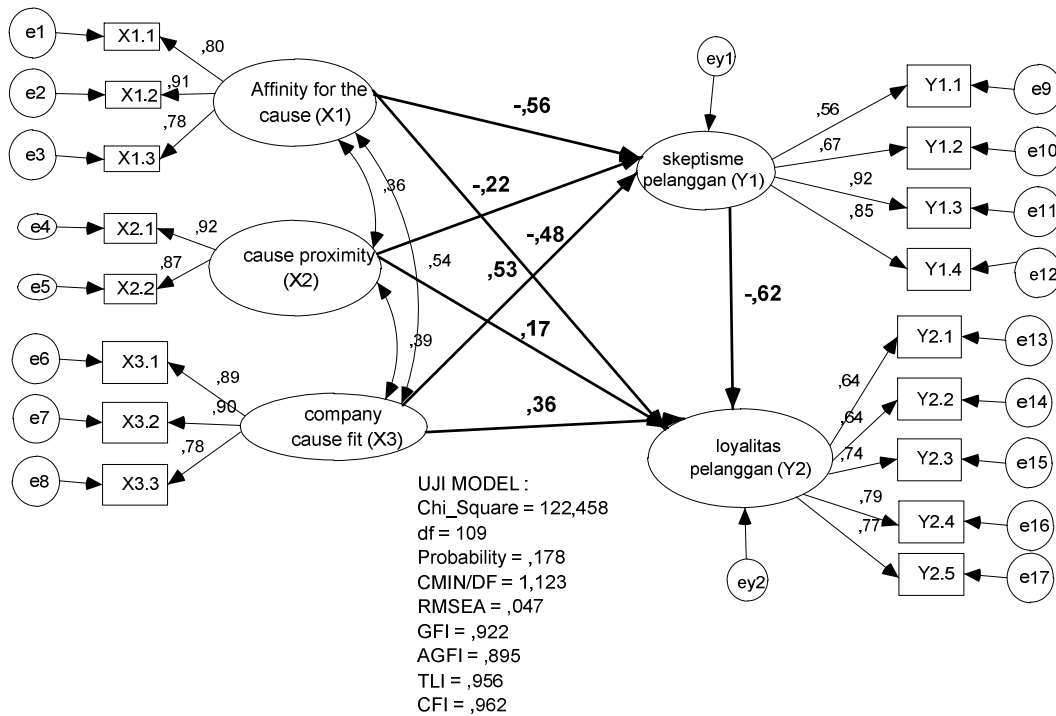 e1
X1.1
,80
e2
X1.2
,91
e3
X1.3
,78
Affinity for the
cause (X1)
e4
X2.1
,92
e5
X2.2
,87
cause proximity
(X2)
e6
X3.1
,89
e7
X3.2
,90
e8
X3.3
,78
company
cause fit (X3)
,36
,54
,39
-,56
-,22
-,48
,53
,17
,36
-,62
ey1
skeptisme
pelanggan (Y1)
,56
Y1.1
e9
,67
Y1.2
e10
,92
Y1.3
e11
,85
Y1.4
e12
loyalitas
pelanggan (Y2)
ey2
,64
Y2.1
e13
,64
Y2.2
e14
,74
Y2.3
e15
,79
Y2.4
e16
,77
Y2.5
e17
UJI MODEL :
Chi_Square = 122,458
df = 109
Probability = ,178
CMIN/DF = 1,123
RMSEA = ,047
GFI = ,922
AGFI = ,895
TLI = ,956
CFI = ,962